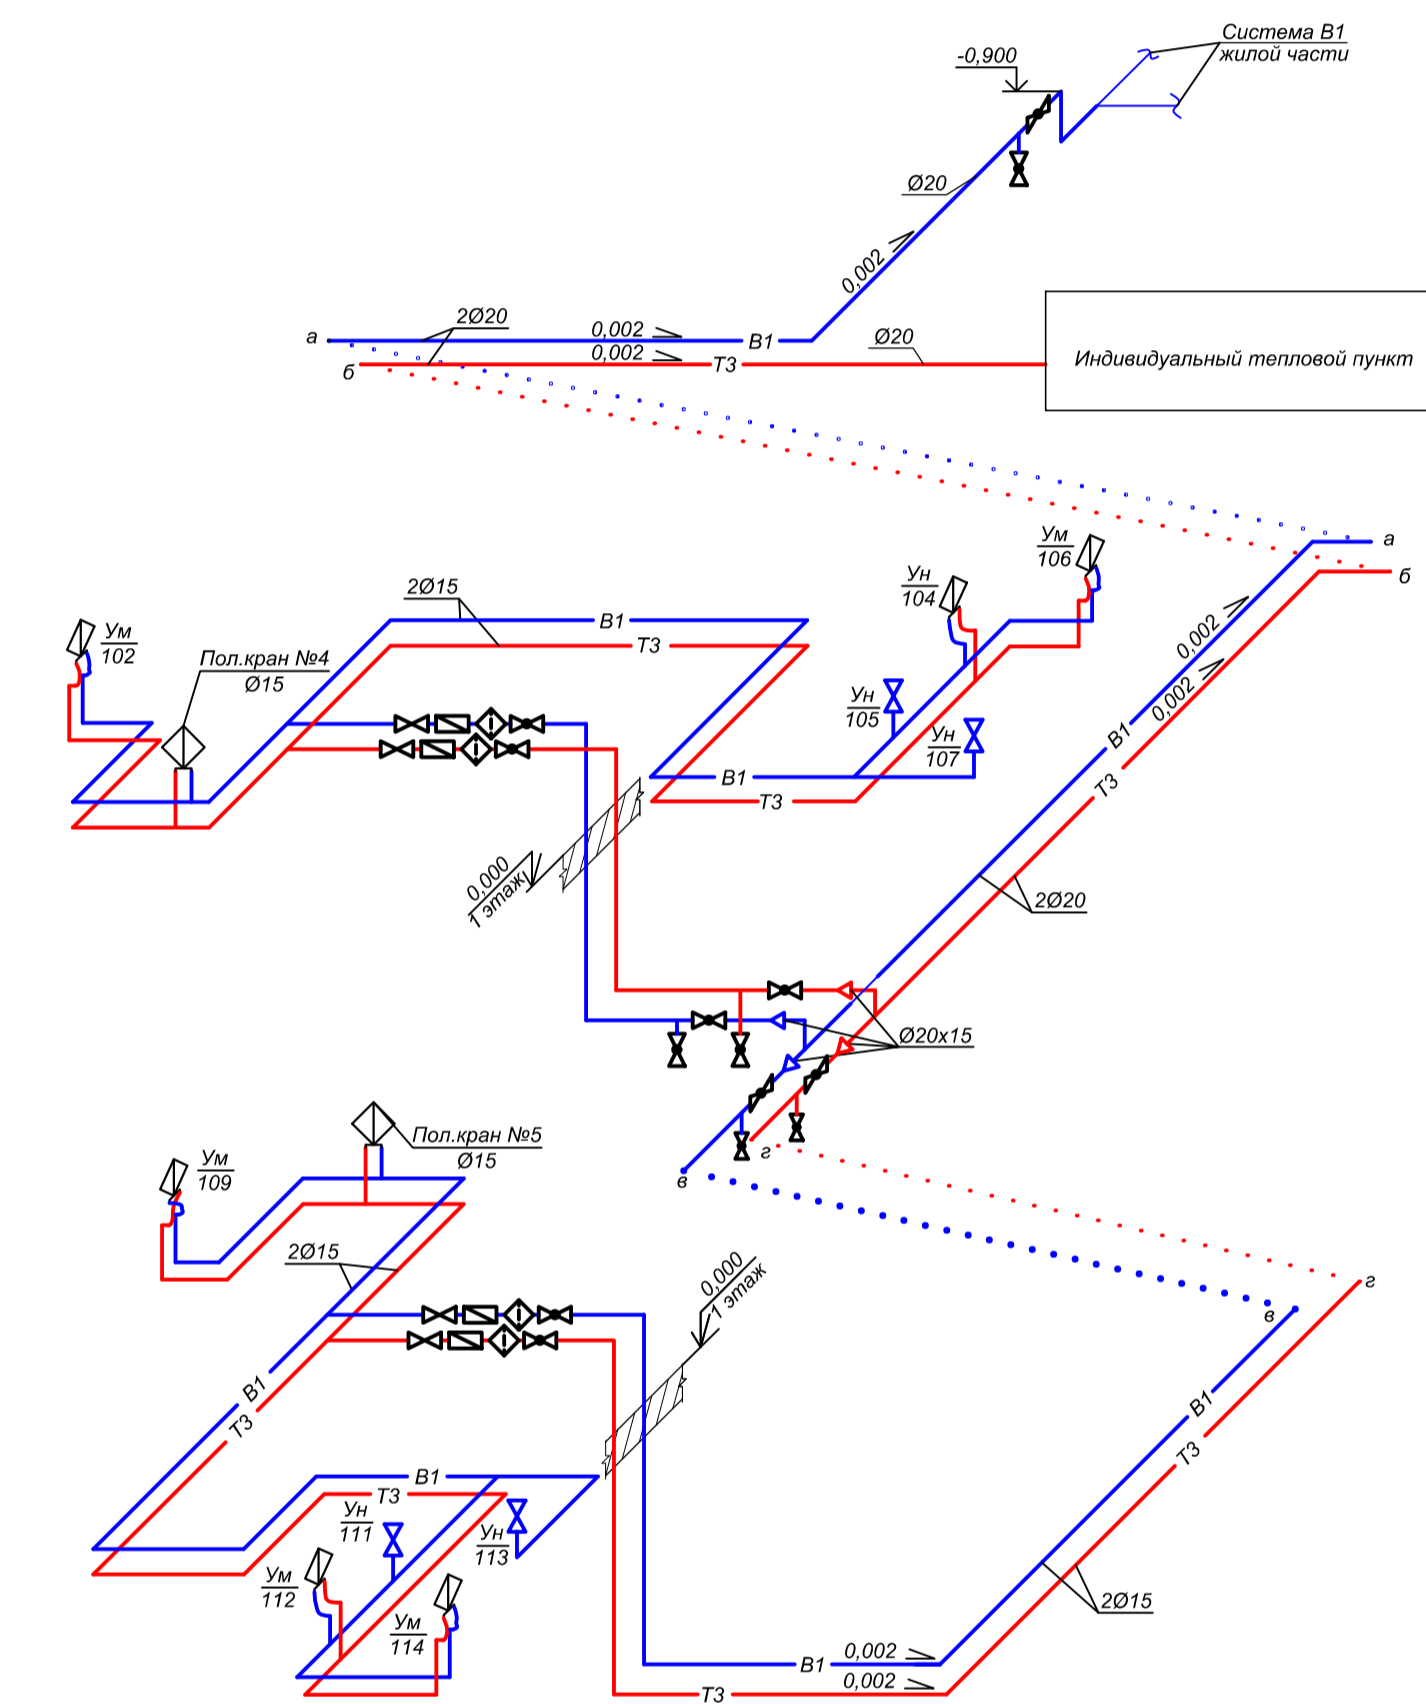 Система В1
жилой части
-0,900
Ø20
0,002
2Ø20
0,002
а
В1
Ø20
0,002
б
Т3
Индивидуальный тепловой пункт
а
б
Ум
106
Ун
104
2Ø15
В1
Т3
Ум
102
Пол.кран №4
Ø15
0,002
0,002
Ун
105
Ун
107
В1
Т3
В1
Т3
0,000
1 этаж
2Ø20
Ø20х15
Пол.кран №5
Ø15
Ум
109
г
в
2Ø15
0,000
1 этаж
г
в
В1
Т3
В1
Т3
В1
Т3
Ун
111
Ун
113
Ум
112
Ум
114
2Ø15
В1
0,002
Т3
0,002